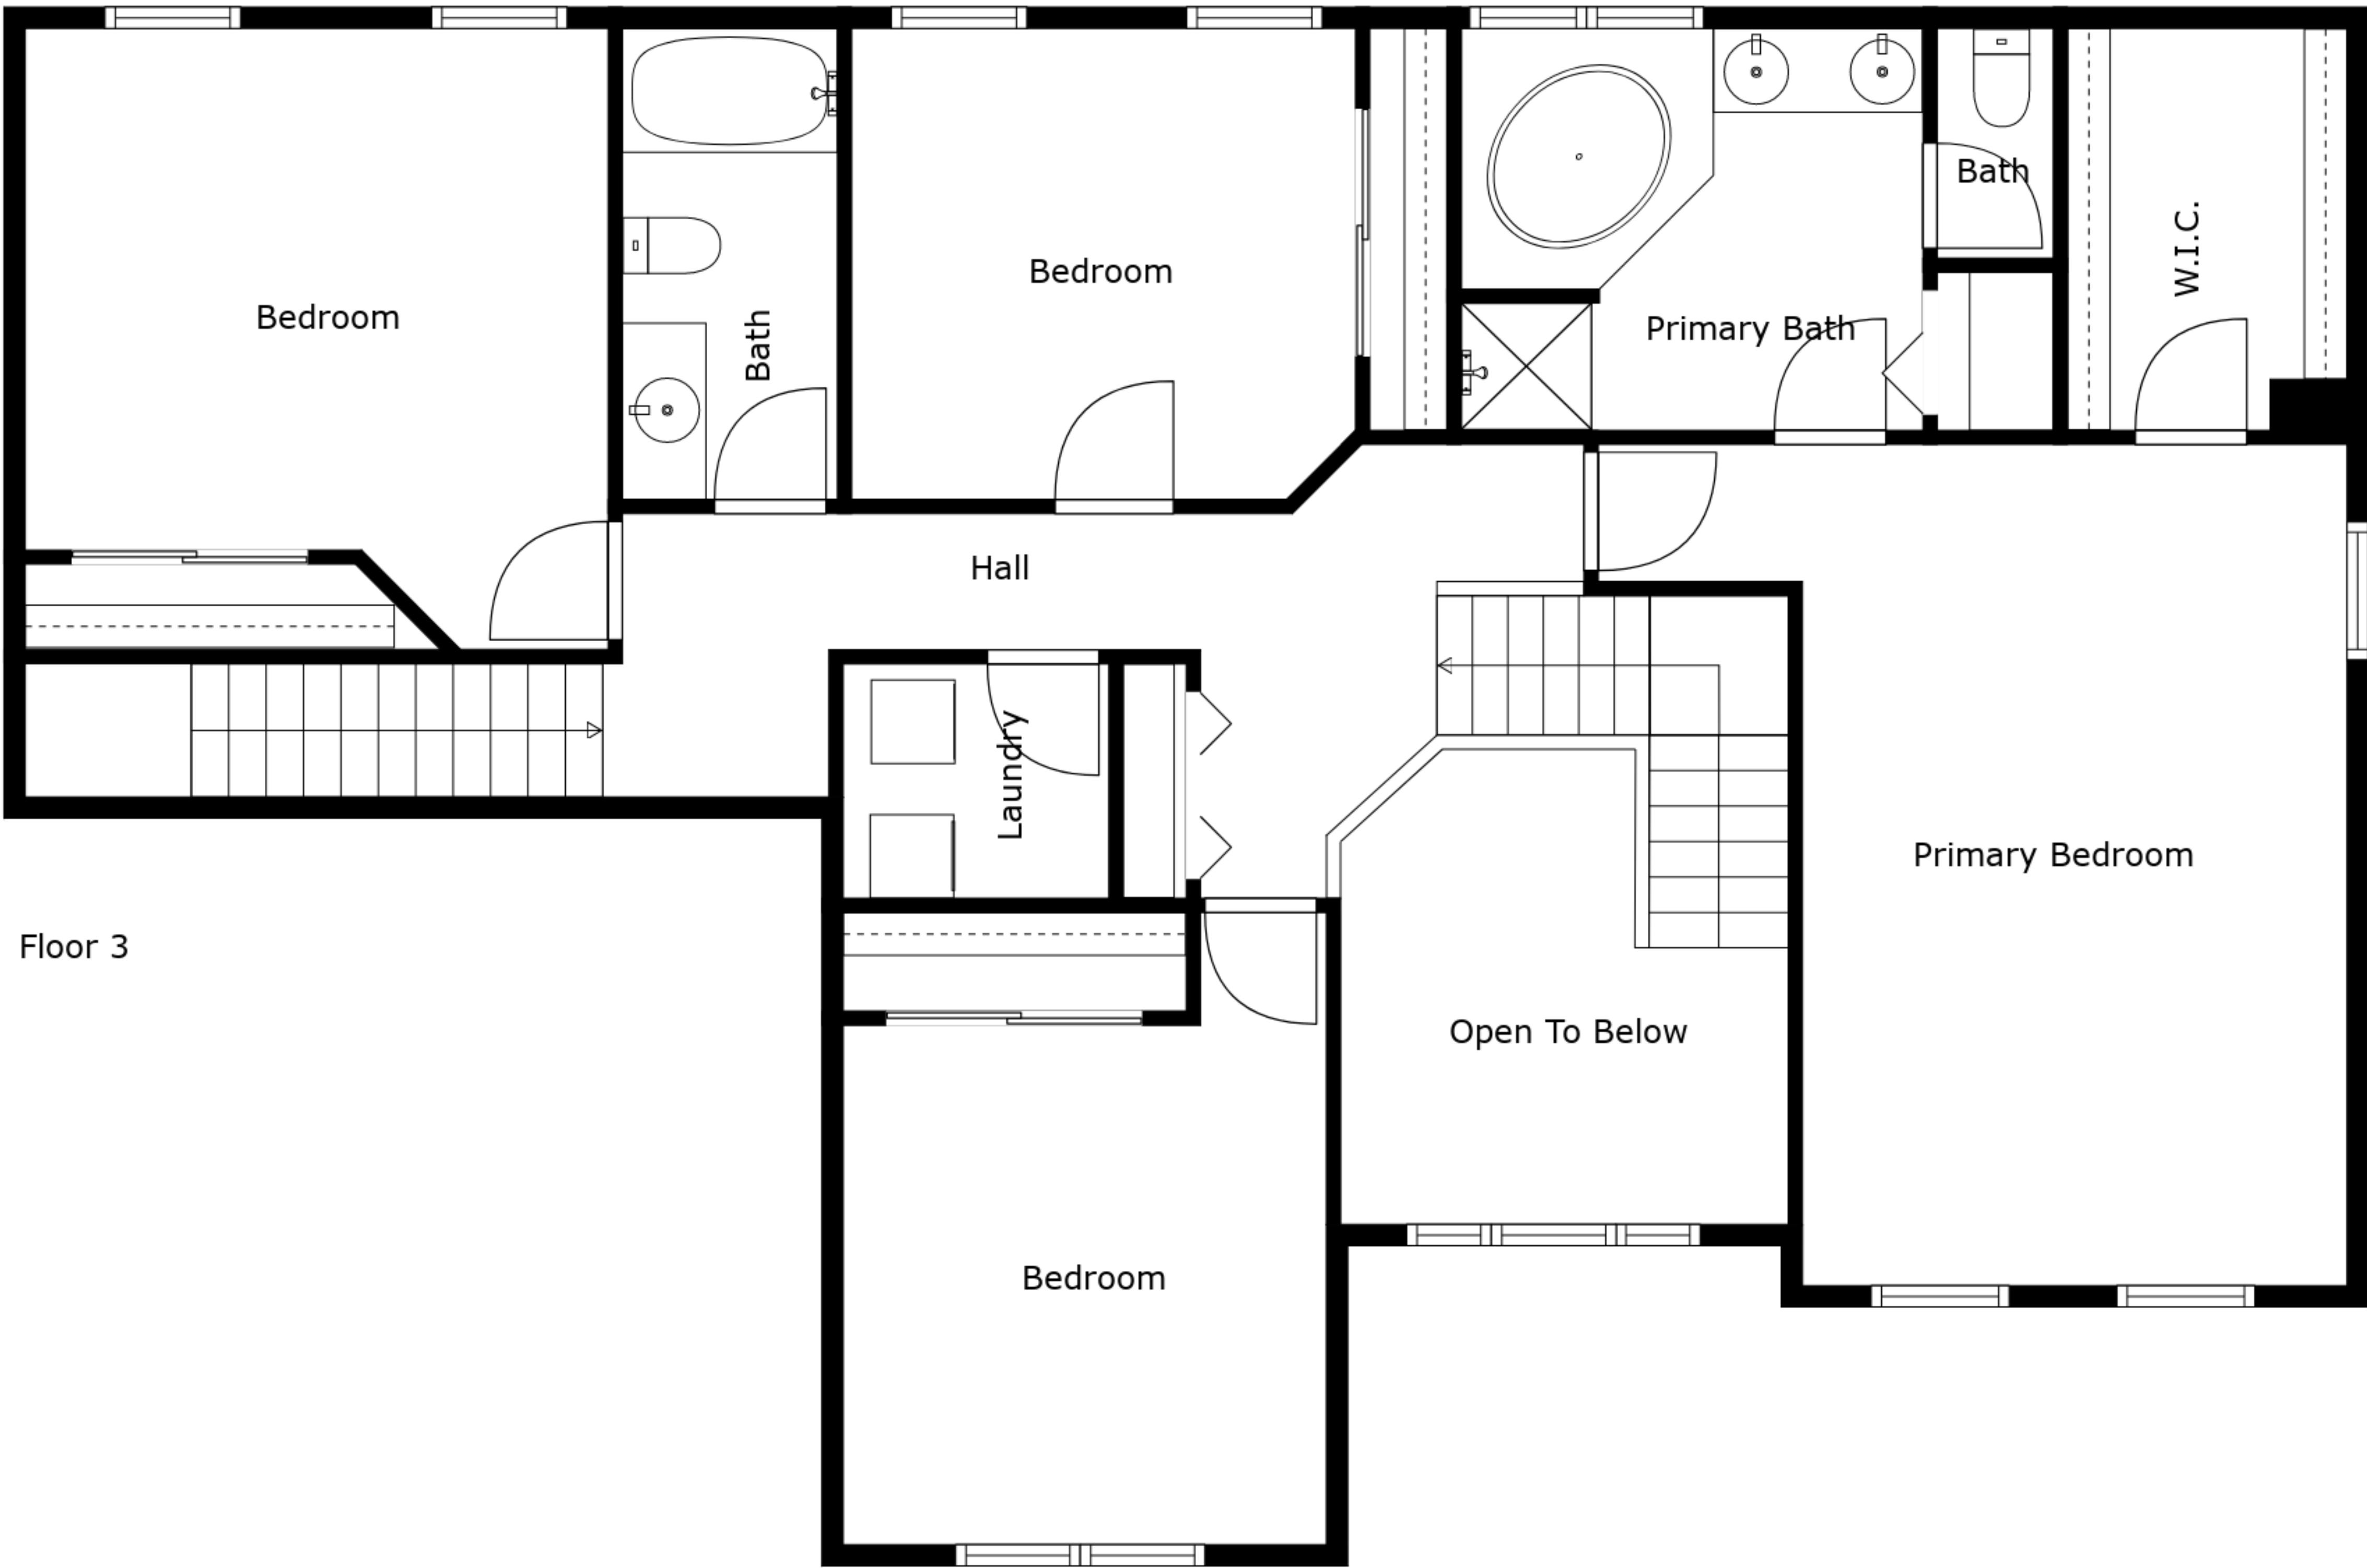 Bedroom
Bath
Bedroom
Primary Bath
Bath
W.I.C.
Hall
Laundry
Primary Bedroom
Floor 3
Open To Below
Bedroom